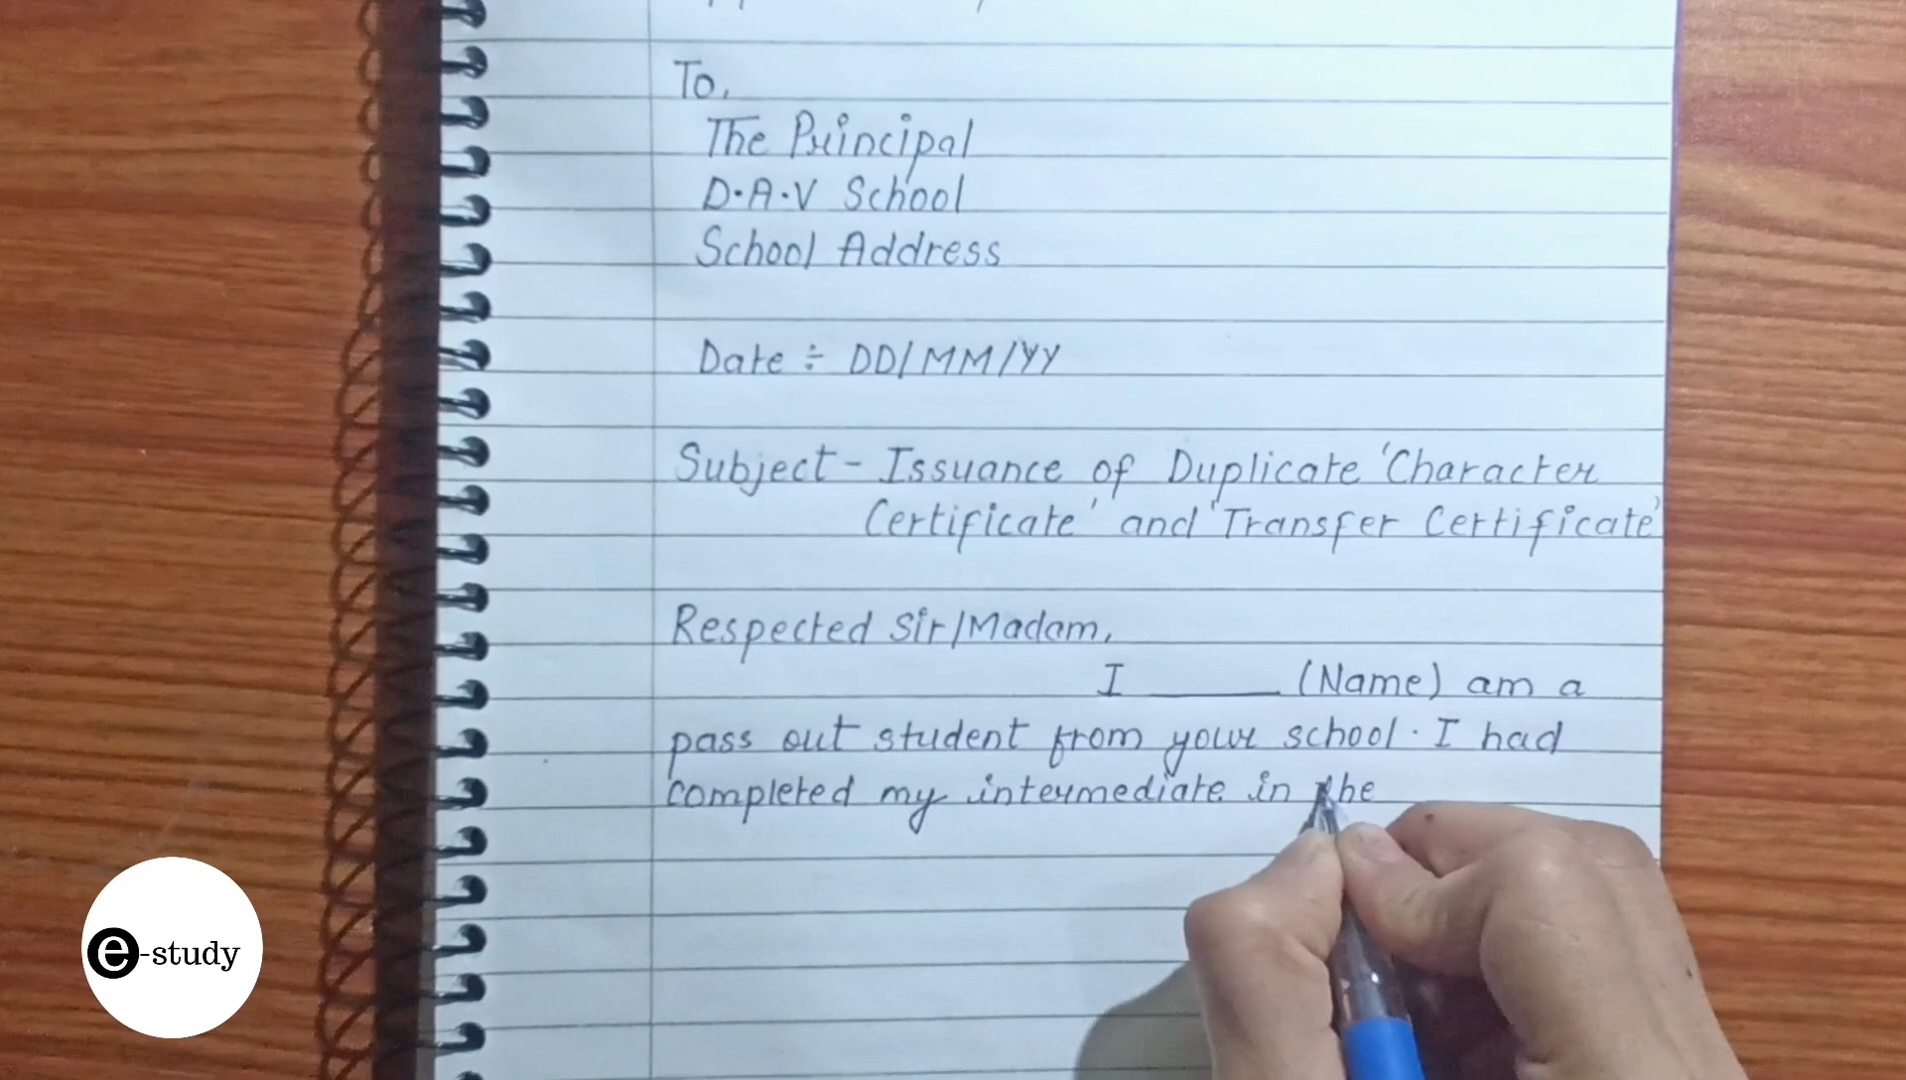 To,
The Principal
D.A.V School
School Address
Date ÷ DD/MM/YY
Subject - Issuance of Duplicate 'Character
Certificate' and 'Transfer Certificate'
Respected Sir/Madam,
I ______ (Name) am a
pass out student from your school. I had
completed my intermediate in the
e-study